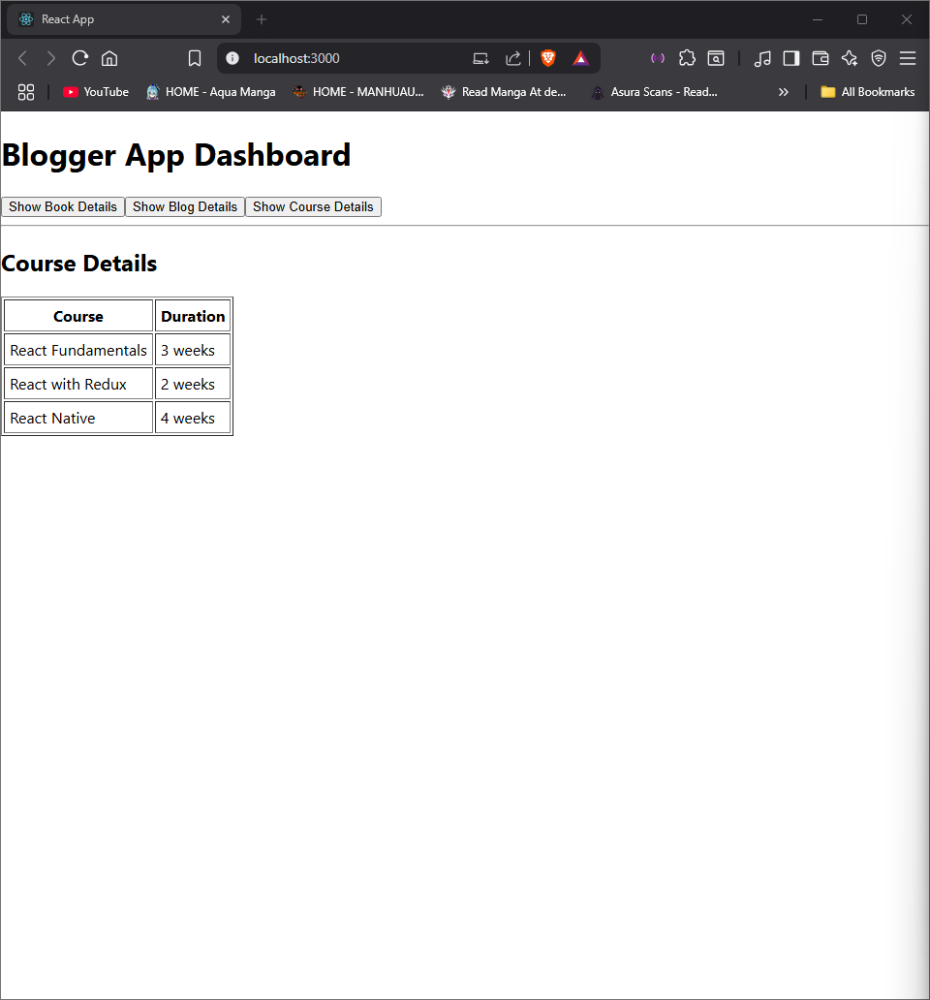 React App
localhost:3000
YouTube HOME - Aqua Manga HOME - MANHUAU... Read Manga At de... Asura Scans - Read... All Bookmarks
Blogger App Dashboard
Show Book Details Show Blog Details Show Course Details
Course Details
Course Duration
React Fundamentals 3 weeks
React with Redux 2 weeks
React Native 4 weeks